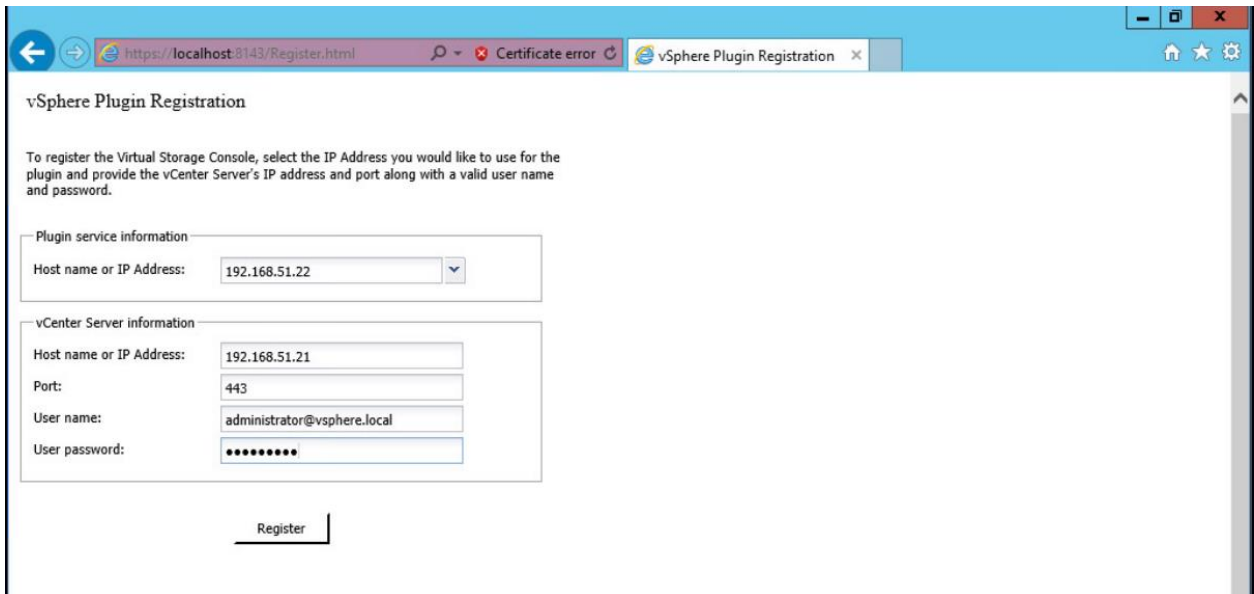 https://localhost:8143/Register.html
Certificate error
vSphere Plugin Registration
vSphere Plugin Registration
To register the Virtual Storage Console, select the IP Address you would like to use for the
plugin and provide the vCenter Server's IP address and port along with a valid user name
and password.
Plugin service information
Host name or IP Address: 192.168.51.22
vCenter Server information
Host name or IP Address: 192.168.51.21
Port: 443
User name: administrator@vsphere.local
User password: •••••••••
Register